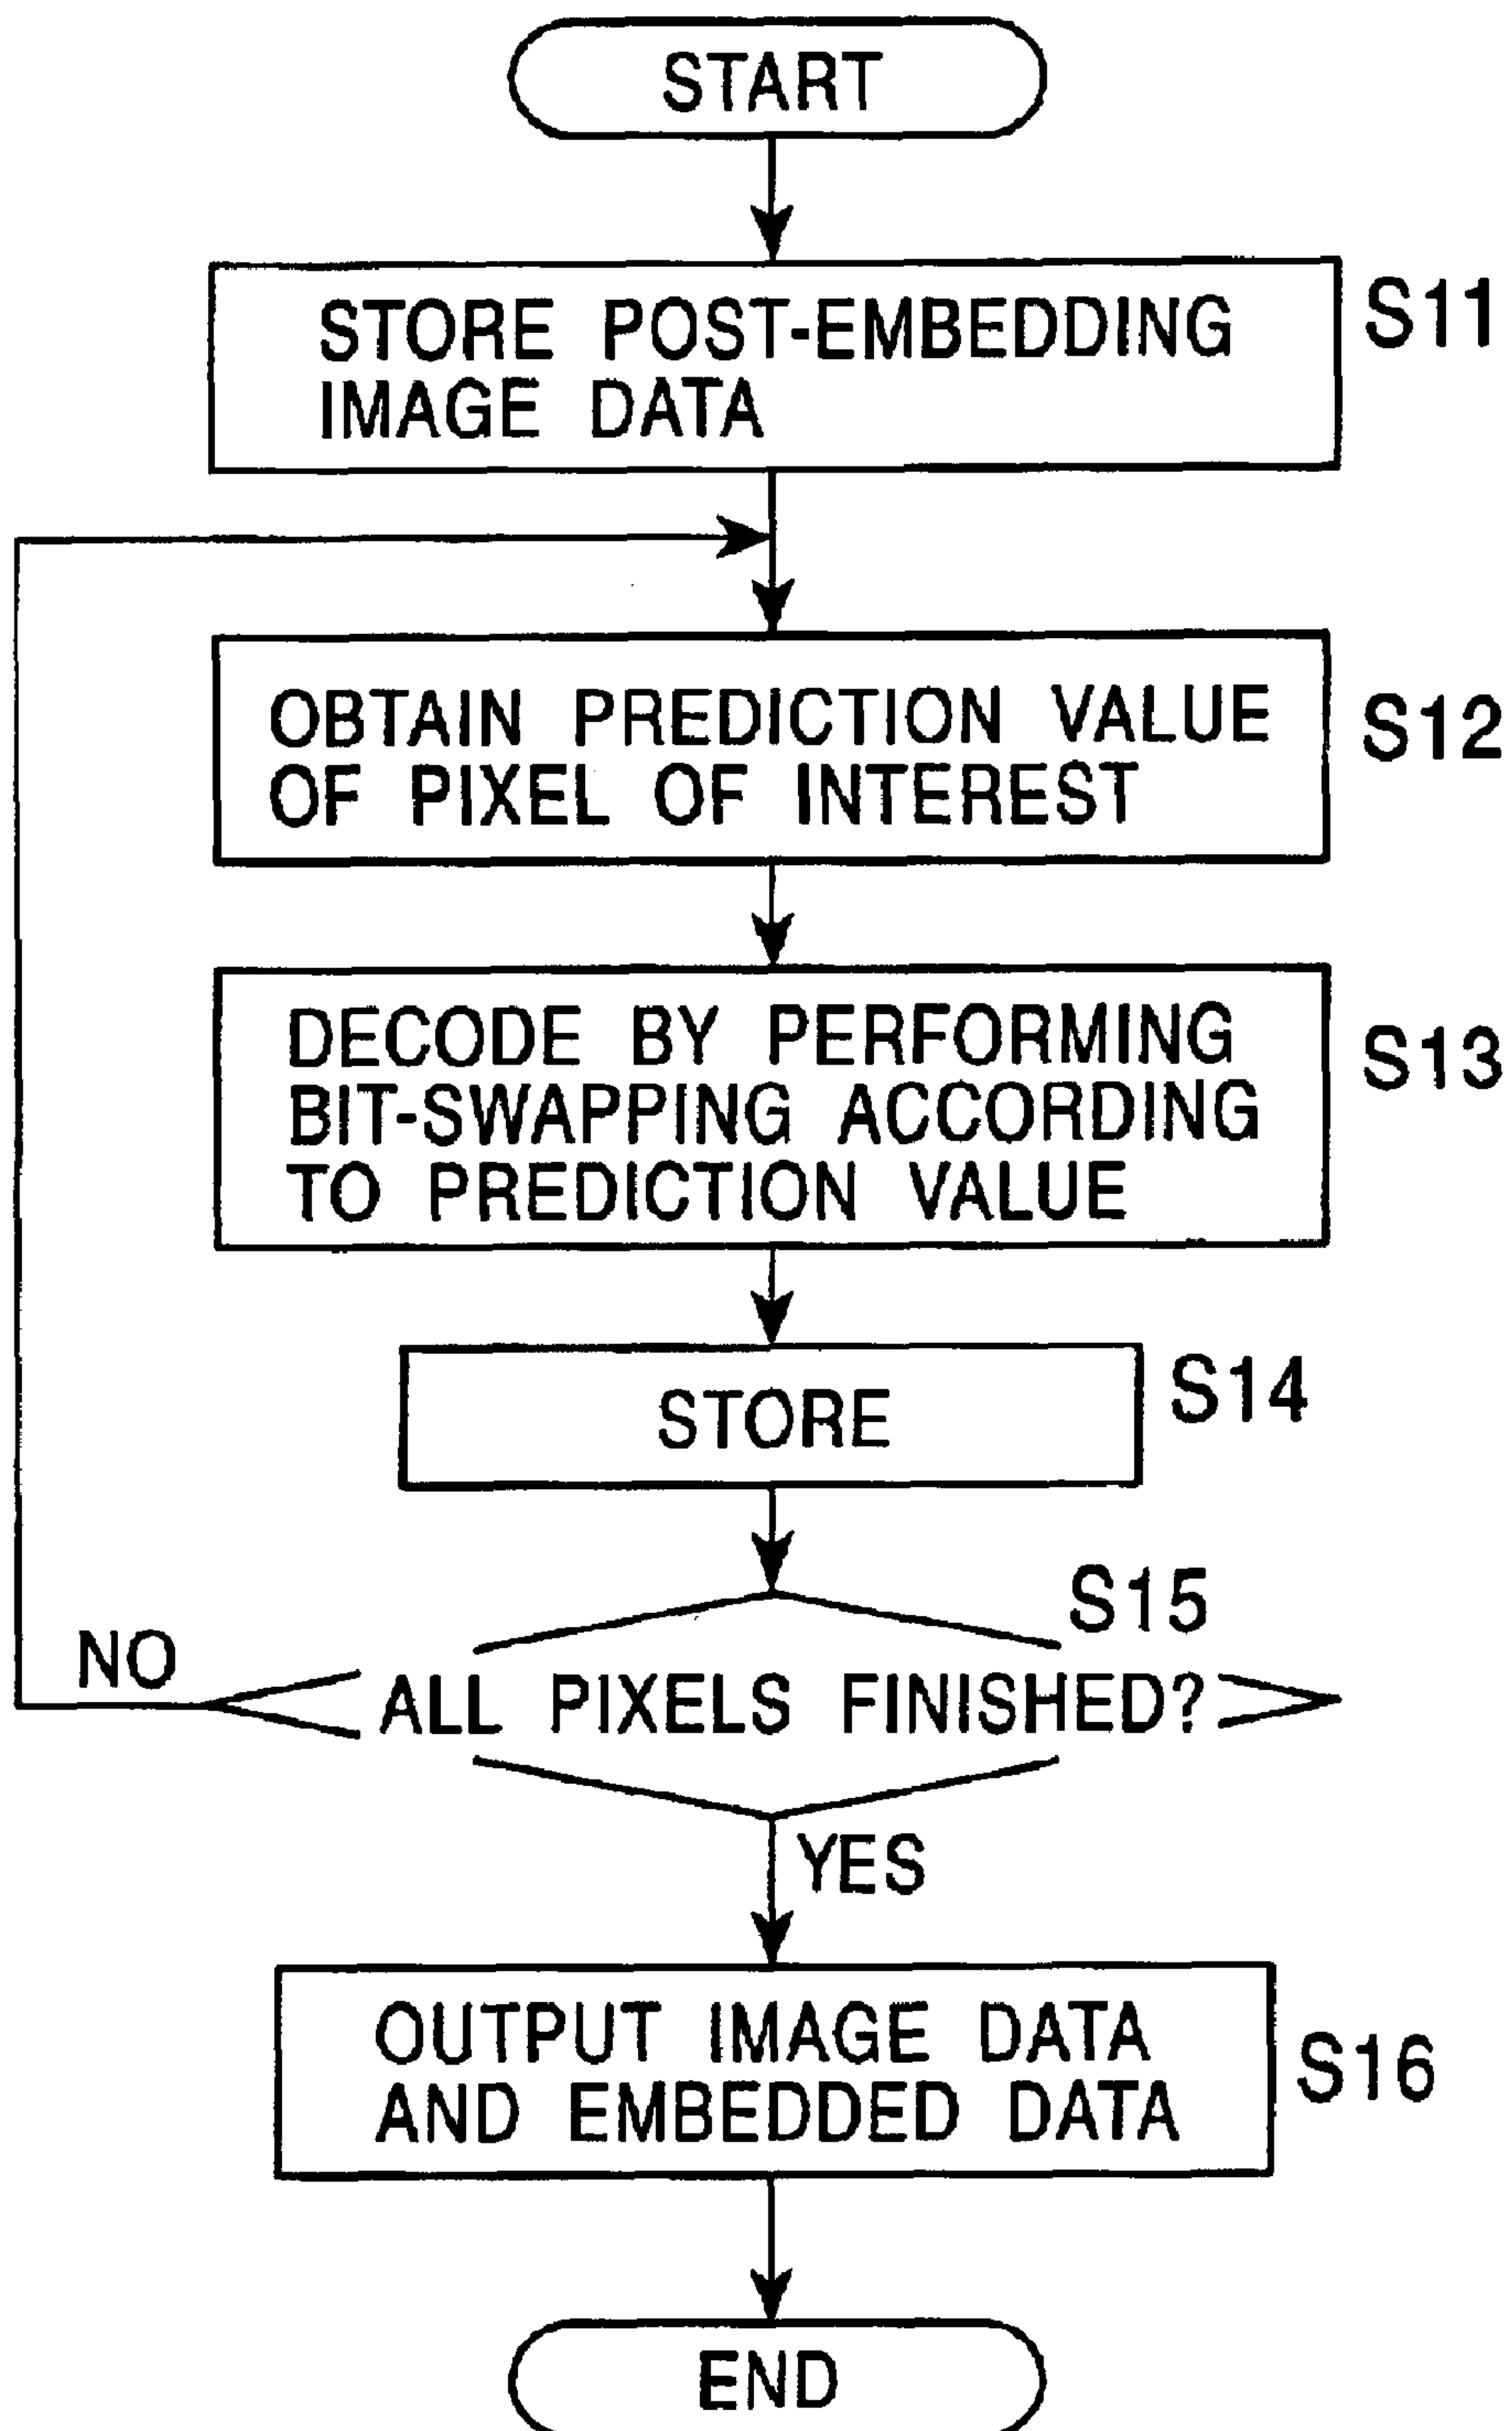 START
STORE POST-EMBEDDING
IMAGE DATA
S11
OBTAIN PREDICTION VALUE
OF PIXEL OF INTEREST
S12
DECODE BY PERFORMING
BIT-SWAPPING ACCORDING
TO PREDICTION VALUE
S13
STORE
S14
S15
NO
ALL PIXELS FINISHED?
YES
OUTPUT IMAGE DATA
AND EMBEDDED DATA
S16
END